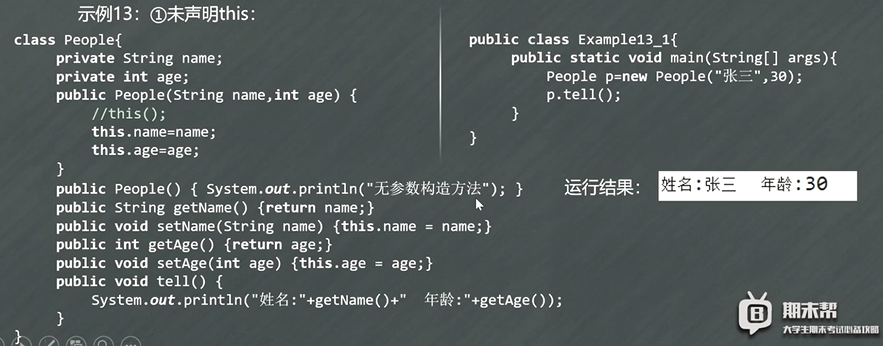 示例13：①未声明this：
class People{
private String name;
private int age;
public People(String name,int age) {
//this();
this.name=name;
this.age=age;
}
public People() { System.out.println("无参数构造方法"); }
public String getName() {return name;}
public void setName(String name) {this.name = name;}
public int getAge() {return age;}
public void setAge(int age) {this.age = age;}
public void tell() {
System.out.println("姓名:"+getName()+"  年龄:"+getAge());
}
}
public class Example13_1{
public static void main(String[] args){
People p=new People("张三",30);
p.tell();
}
}
运行结果：
姓名:张三  年龄:30
期末帮
大学生期末考试必备攻略